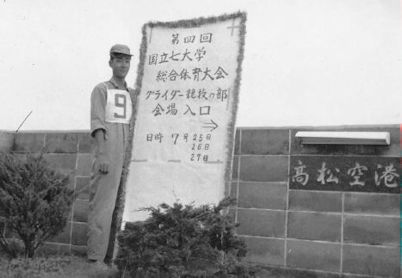 第四回
国立七大学
総合体育大会
グライダー競技の部
会場入口
→
日時 7月 25日
26日
27日
9
高松空港